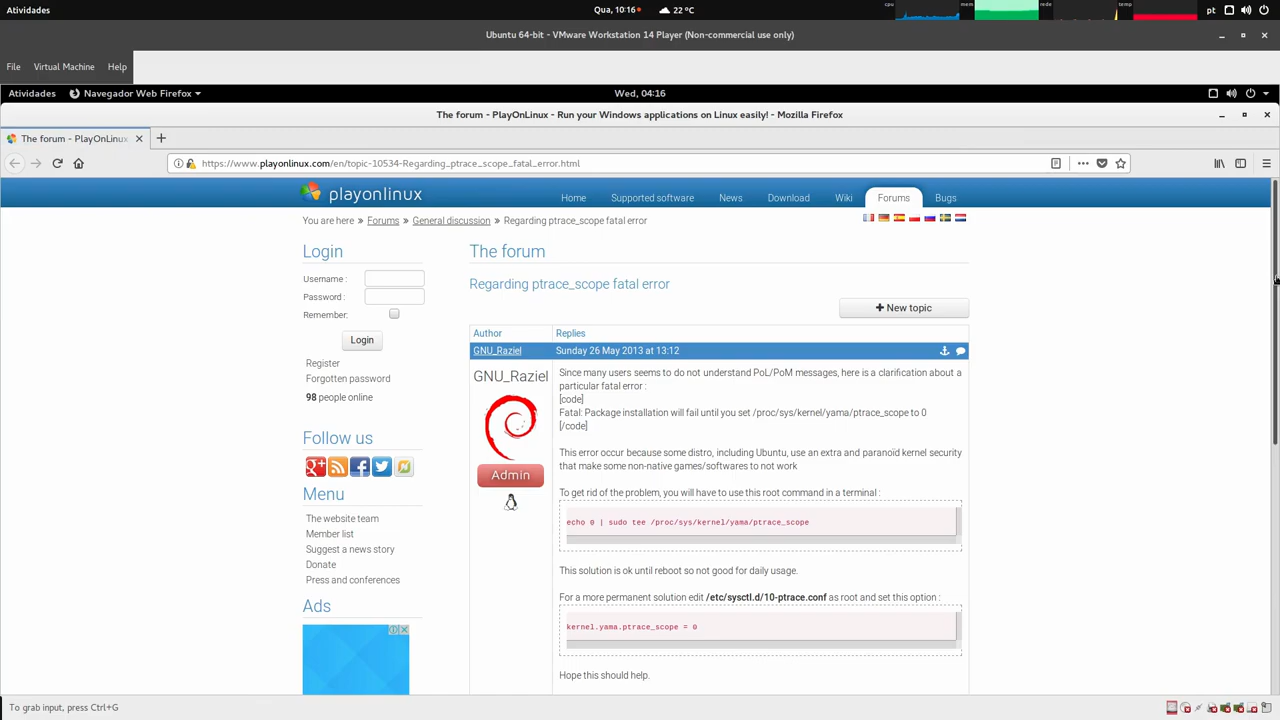 Atividades
Qua, 10:16
22 °C
cpu
mem
rede
temp
pt
Ubuntu 64-bit - VMware Workstation 14 Player (Non-commercial use only)
File Virtual Machine Help
Atividades
Navegador Web Firefox
Wed, 04:16
The forum - PlayOnLinux - Run your Windows applications on Linux easily! - Mozilla Firefox
The forum - PlayOnLinux
https://www.playonlinux.com/en/topic-10534-Regarding_ptrace_scope_fatal_error.html
playonlinux
Home Supported software News Download Wiki Forums Bugs
You are here » Forums » General discussion » Regarding ptrace_scope fatal error
Login
Username :
Password :
Remember:
Login
Register
Forgotten password
98 people online
Follow us
Menu
The website team
Member list
Suggest a news story
Donate
Press and conferences
Ads
The forum
Regarding ptrace_scope fatal error
+ New topic
Author Replies
GNU_Raziel Sunday 26 May 2013 at 13:12
GNU_Raziel
Admin
Since many users seems to do not understand PoL/PoM messages, here is a clarification about a
particular fatal error :
[code]
Fatal: Package installation will fail until you set /proc/sys/kernel/yama/ptrace_scope to 0
[/code]
This error occur because some distro, including Ubuntu, use an extra and paranoïd kernel security
that make some non-native games/softwares to not work
To get rid of the problem, you will have to use this root command in a terminal :
echo 0 | sudo tee /proc/sys/kernel/yama/ptrace_scope
This solution is ok until reboot so not good for daily usage.
For a more permanent solution edit /etc/sysctl.d/10-ptrace.conf as root and set this option :
kernel.yama.ptrace_scope = 0
Hope this should help.
To grab input, press Ctrl+G